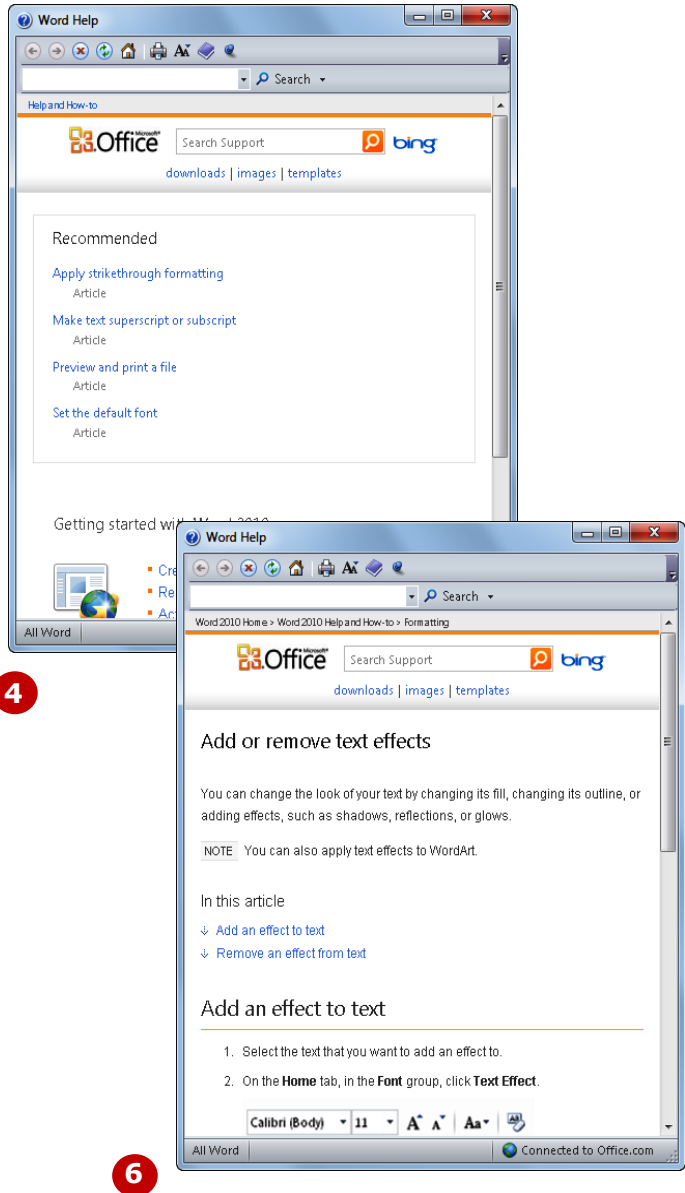 Word Help
Search
Help and How-to
Microsoft®
Office
Search Support
bing
downloads | images | templates
Recommended
Apply strikethrough formatting
Article
Make text superscript or subscript
Article
Preview and print a file
Article
Set the default font
Article
Getting started
All Word
4
Word Help
Search
Word 2010 Home > Word 2010 Help and How-to > Formatting
Microsoft®
Office
Search Support
bing
downloads | images | templates
Add or remove text effects
You can change the look of your text by changing its fill, changing its outline, or
adding effects, such as shadows, reflections, or glows.
NOTE You can also apply text effects to WordArt.
In this article
Add an effect to text
Remove an effect from text
Add an effect to text
1. Select the text that you want to add an effect to.
2. On the Home tab, in the Font group, click Text Effect.
Calibri (Body) 11 A A Aa
All Word Connected to Office.com
6